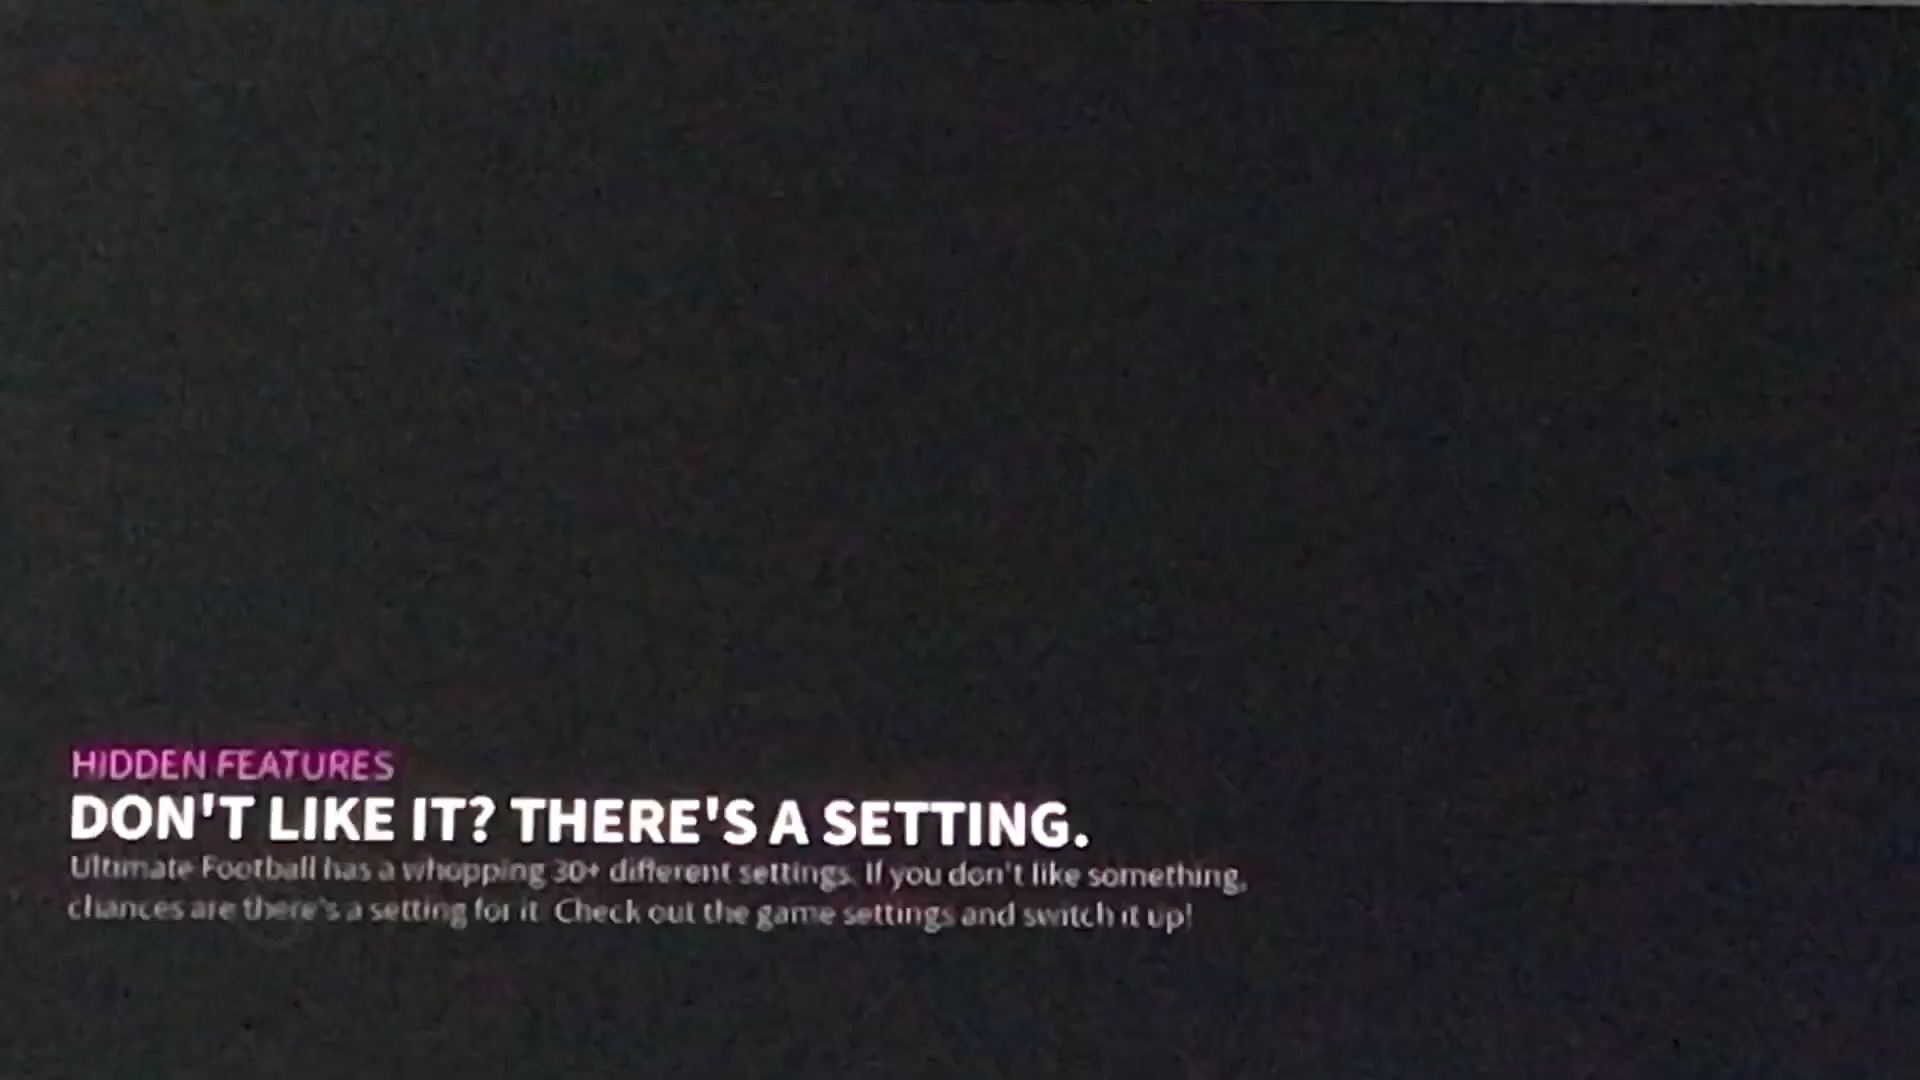 HIDDEN FEATURES
DON'T LIKE IT? THERE'S A SETTING.
Ultimate Football has a whopping 30+ different settings. If you don't like something,
chances are there's a setting for it. Check out the game settings and switch it up!